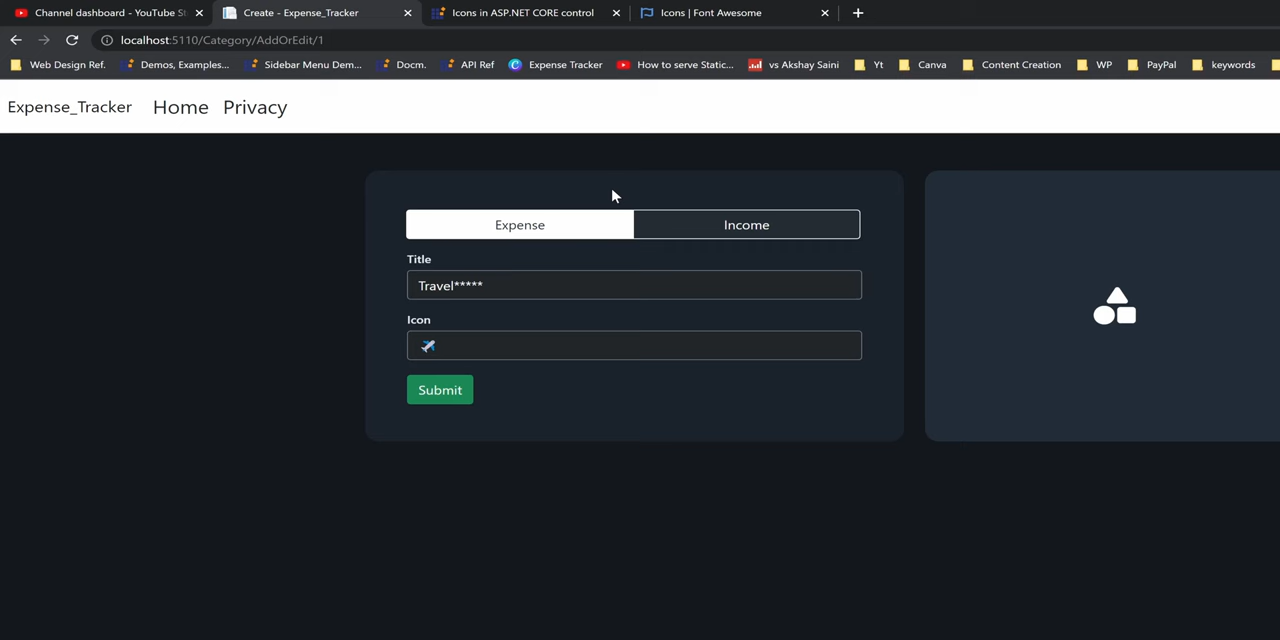 Channel dashboard - YouTube St
Create - Expense_Tracker
Icons in ASP.NET CORE control
Icons | Font Awesome
localhost:5110/Category/AddOrEdit/1
Web Design Ref.
Demos, Examples...
Sidebar Menu Dem...
Docm.
API Ref
Expense Tracker
How to serve Static...
vs Akshay Saini
Yt
Canva
Content Creation
WP
PayPal
keywords
Expense_Tracker
Home
Privacy
Expense
Income
Title
Travel*****
Icon
Submit